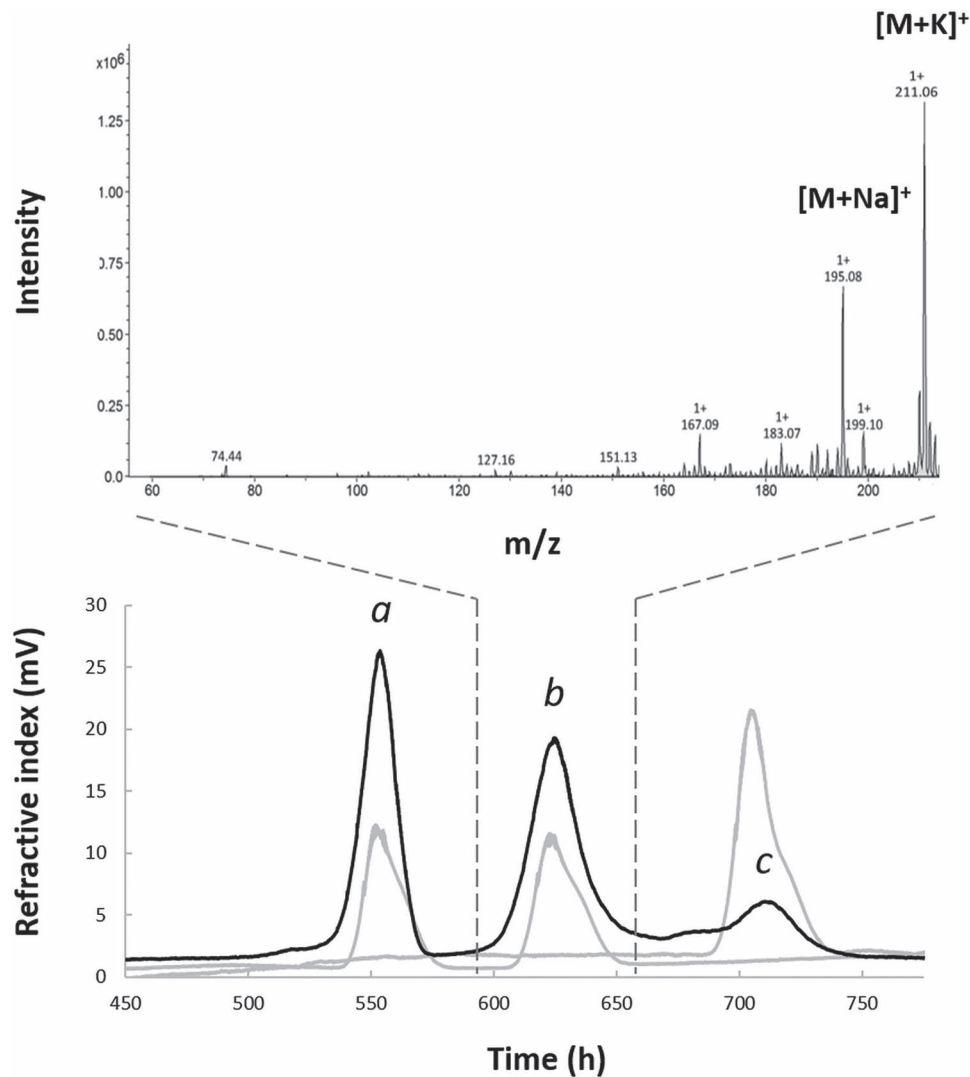 [M+K]+
x10⁶
1+
211.06
1.25
1.00
[M+Na]+
1+
0.75
195.08
0.50
0.25
1+
167.09
1+
183.07
1+
199.10
74.44
127.16
151.13
0.0
60 80 100 120 140 160 180 200
Intensity
m/z
30
25
20
15
10
5
0
a
b
c
450 500 550 600 650 700 750
Refractive index (mV)
Time (h)